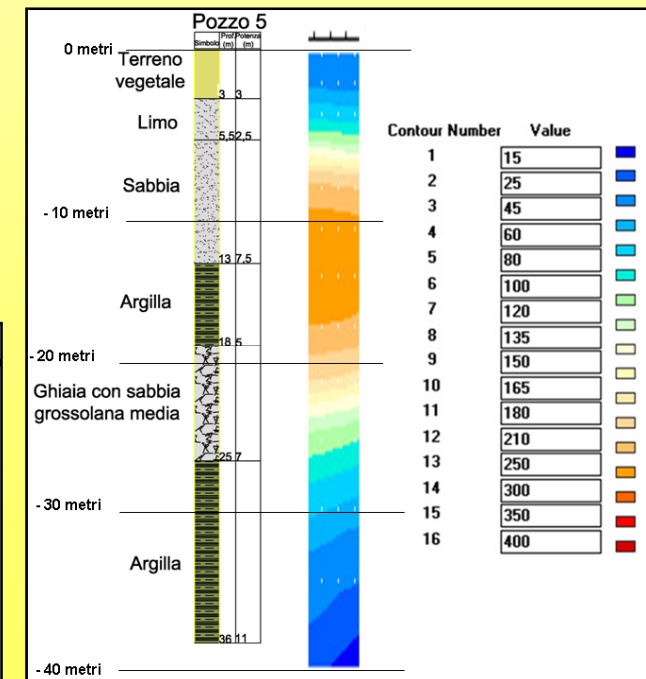 Pozzo 5
Simbolo Prof. (m) Potenza (m)
0 metri
Terreno
vegetale
3 3
Limo
5,5 2,5
Sabbia
- 10 metri
13 7,5
Argilla
18 5
- 20 metri
Ghiaia con sabbia
grossolana media
25 7
- 30 metri
Argilla
36 11
- 40 metri
Contour Number Value
1 15
2 25
3 45
4 60
5 80
6 100
7 120
8 135
9 150
10 165
11 180
12 210
13 250
14 300
15 350
16 400